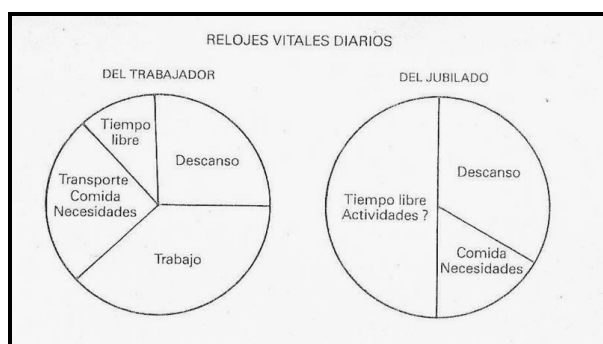 RELOJES VITALES DIARIOS
DEL TRABAJADOR
Tiempo
libre
Descanso
Transporte
Comida
Necesidades
Trabajo
DEL JUBILADO
Descanso
Tiempo libre
Actividades ?
Comida
Necesidades